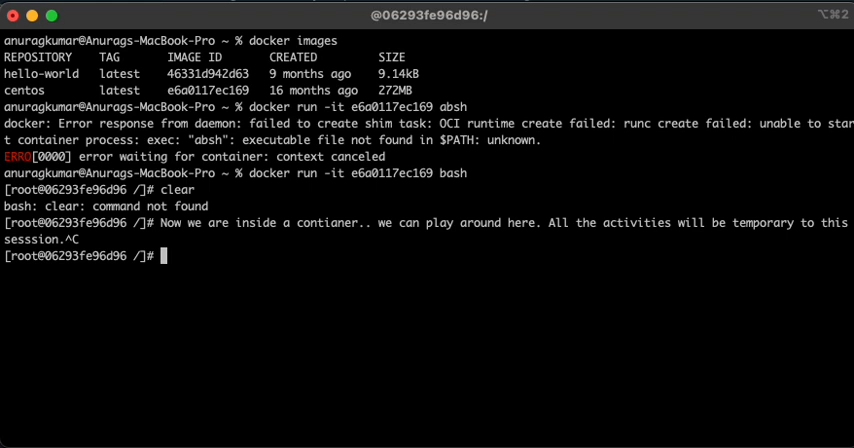 @06293fe96d96:/
⌥⌘2
anuragkumar@Anurags-MacBook-Pro ~ % docker images
REPOSITORY   TAG      IMAGE ID       CREATED         SIZE
hello-world   latest    46331d942d63   9 months ago    9.14kB
centos        latest    e6a0117ec169   16 months ago   272MB
anuragkumar@Anurags-MacBook-Pro ~ % docker run -it e6a0117ec169 absh
docker: Error response from daemon: failed to create shim task: OCI runtime create failed: runc create failed: unable to star
t container process: exec: "absh": executable file not found in $PATH: unknown.
ERRO[0000] error waiting for container: context canceled
anuragkumar@Anurags-MacBook-Pro ~ % docker run -it e6a0117ec169 bash
[root@06293fe96d96 /]# clear
bash: clear: command not found
[root@06293fe96d96 /]# Now we are inside a contianer.. we can play around here. All the activities will be temporary to this
sesssion.^C
[root@06293fe96d96 /]#